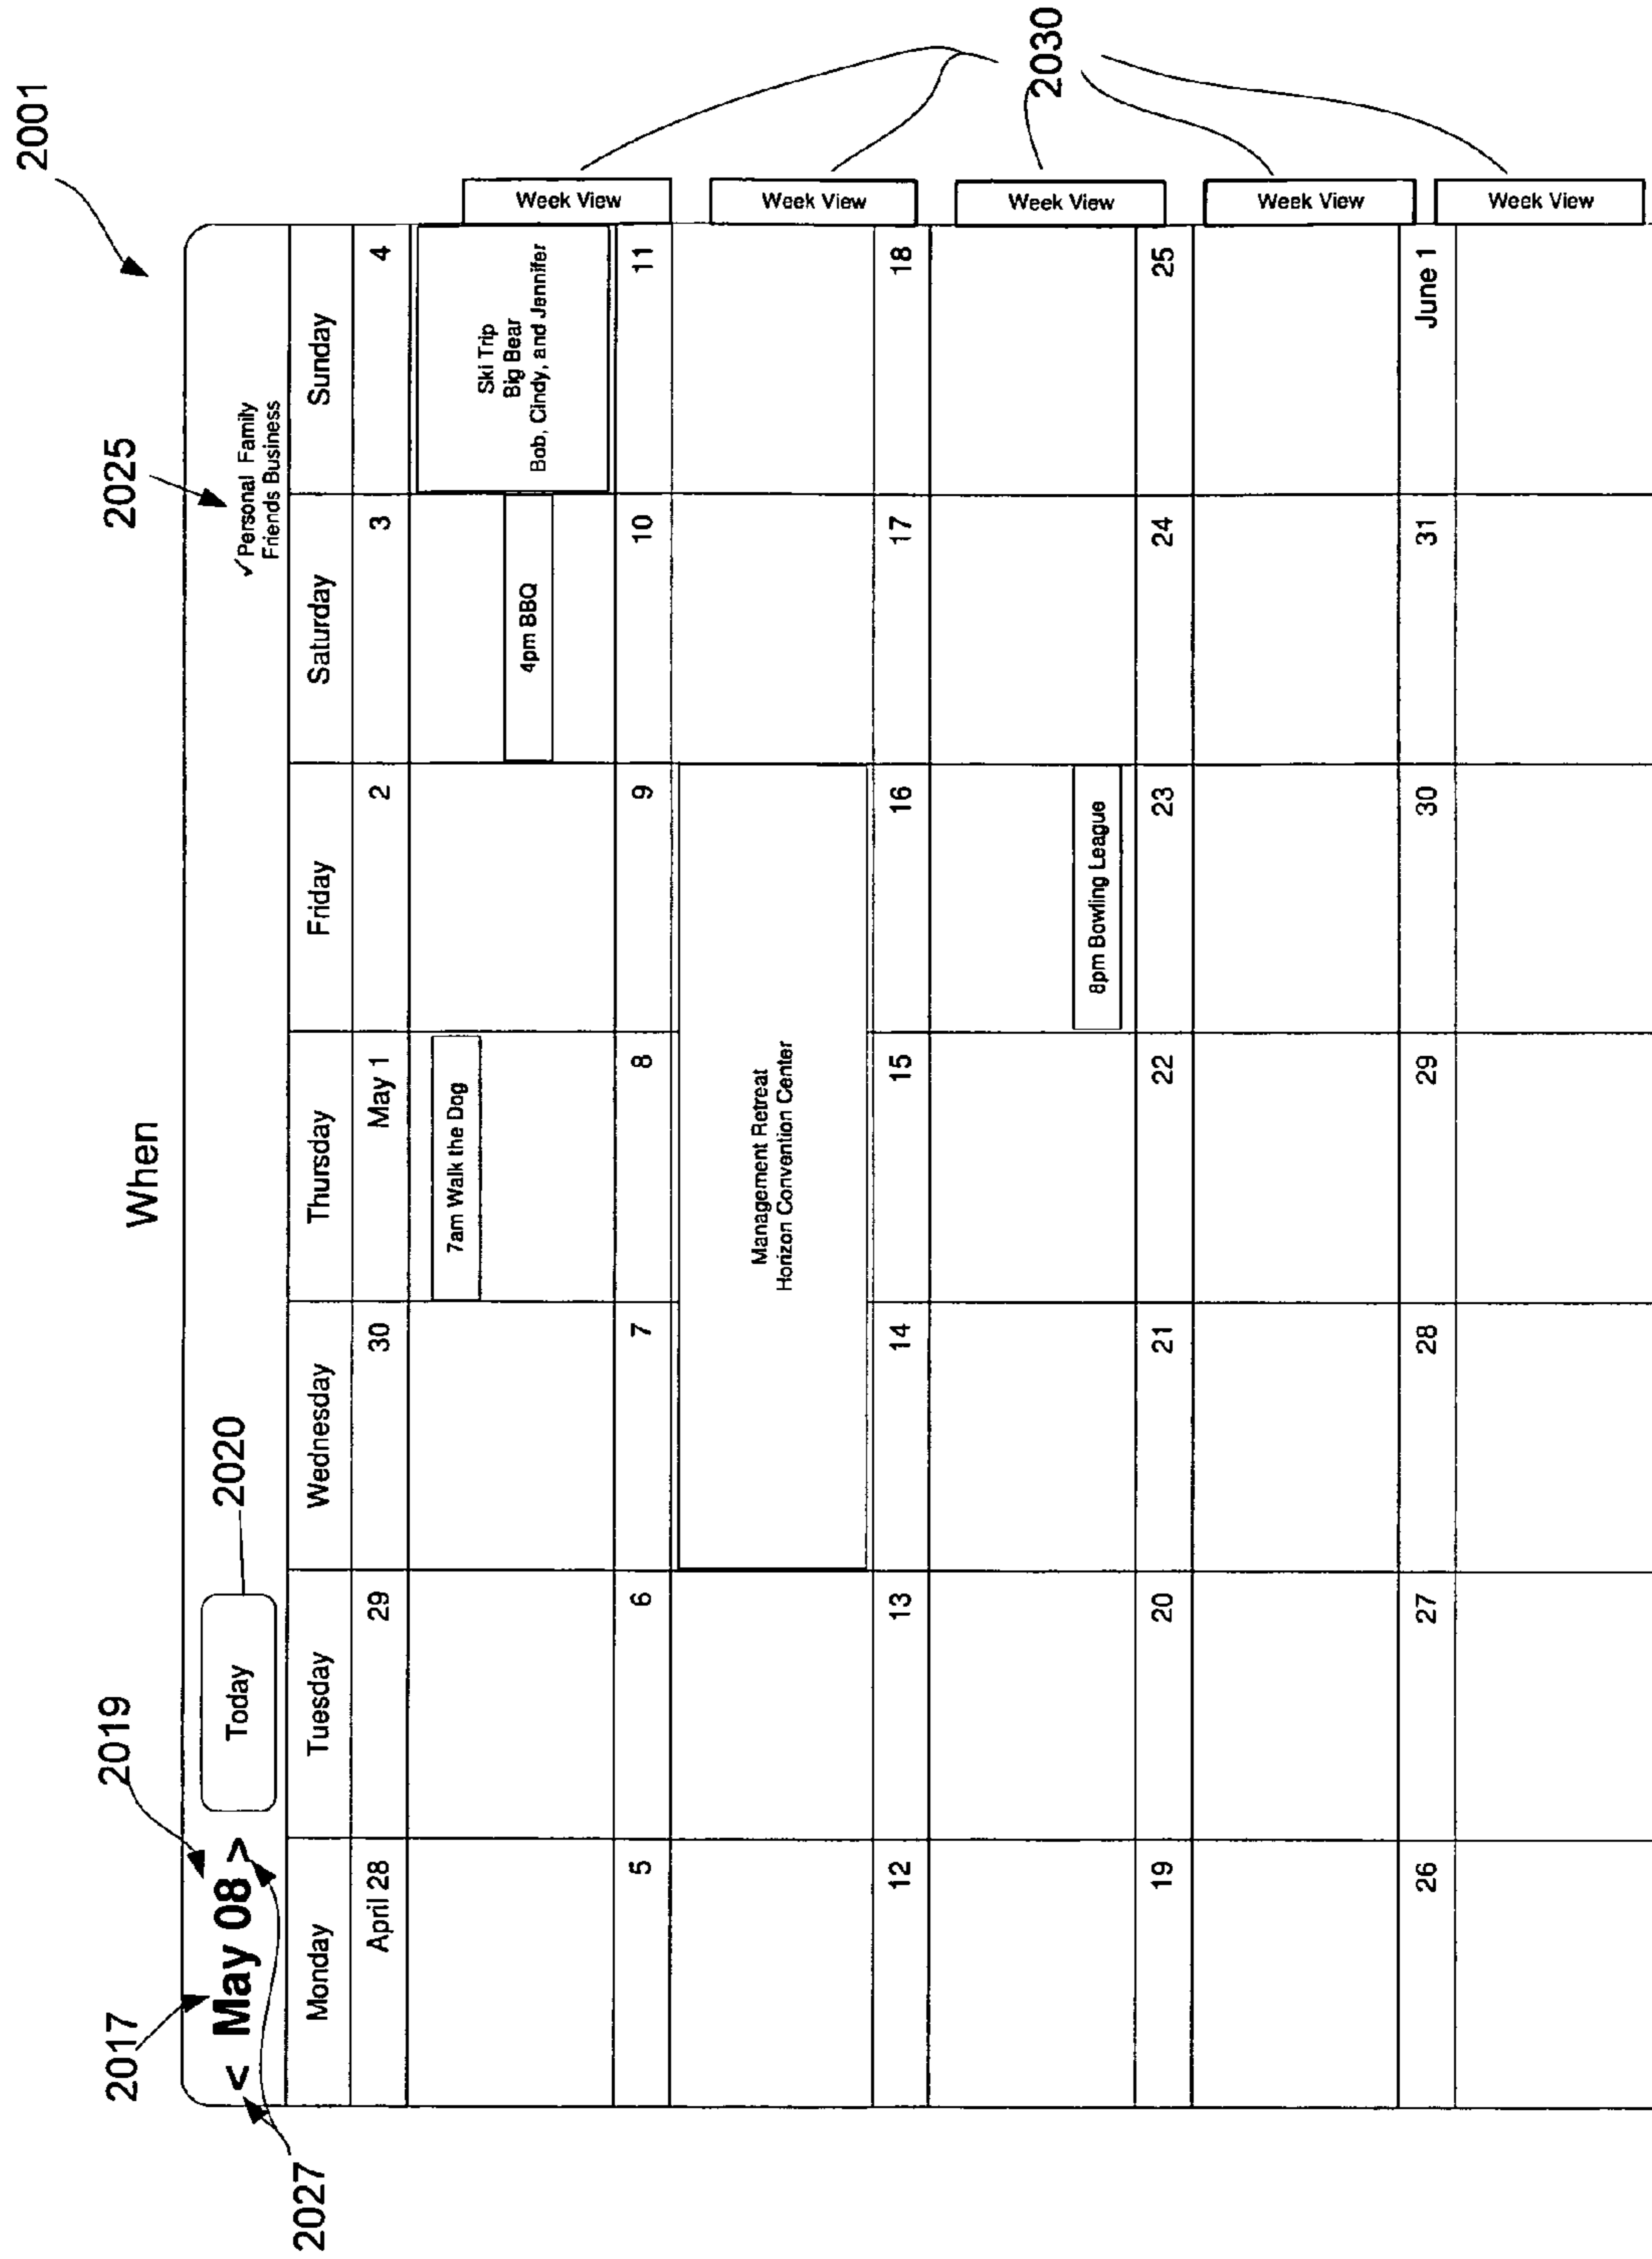 When
2001
2025
2019
2017
2020
2027
< May 08 >
Today
✓Personal Family
Friends Business
Monday
Tuesday
Wednesday
Thursday
Friday
Saturday
Sunday
April 28
29
30
May 1
2
3
4
7am Walk the Dog
4pm BBQ
Ski Trip
Big Bear
Bob, Cindy, and Jennifer
Week View
5
6
7
8
9
10
11
Management Retreat
Horizon Convention Center
Week View
2030
12
13
14
15
16
17
18
8pm Bowling League
Week View
19
20
21
22
23
24
25
Week View
26
27
28
29
30
31
June 1
Week View